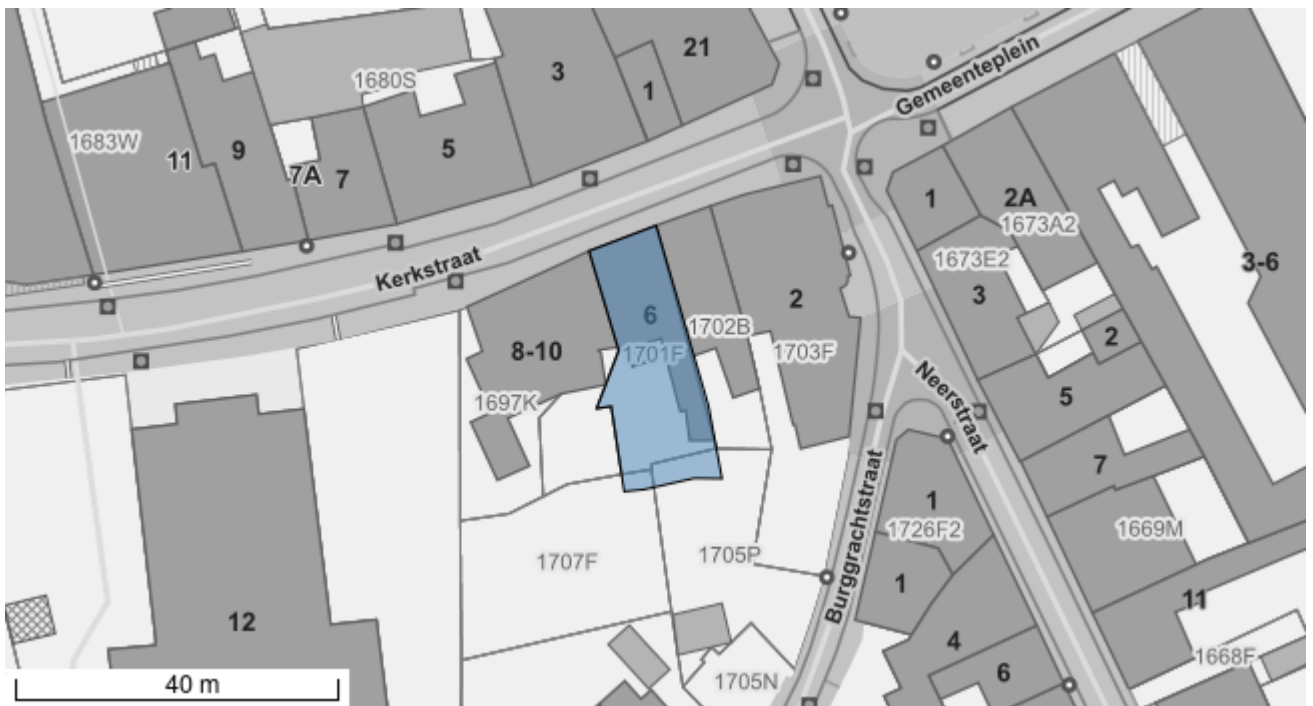 21
3
1
1680S
Gemeenteplein
1683W
11
9
7A
7
5
1
2A
1673A2
1673E2
3-6
Kerkstraat
3
6
2
1702B
2
8-10
1701F
1703F
1697K
5
Neerstraat
7
1
1726F2
1669M
Burggrachtstraat
1707F
1705P
1
11
12
4
1668F
6
40 m
1705N